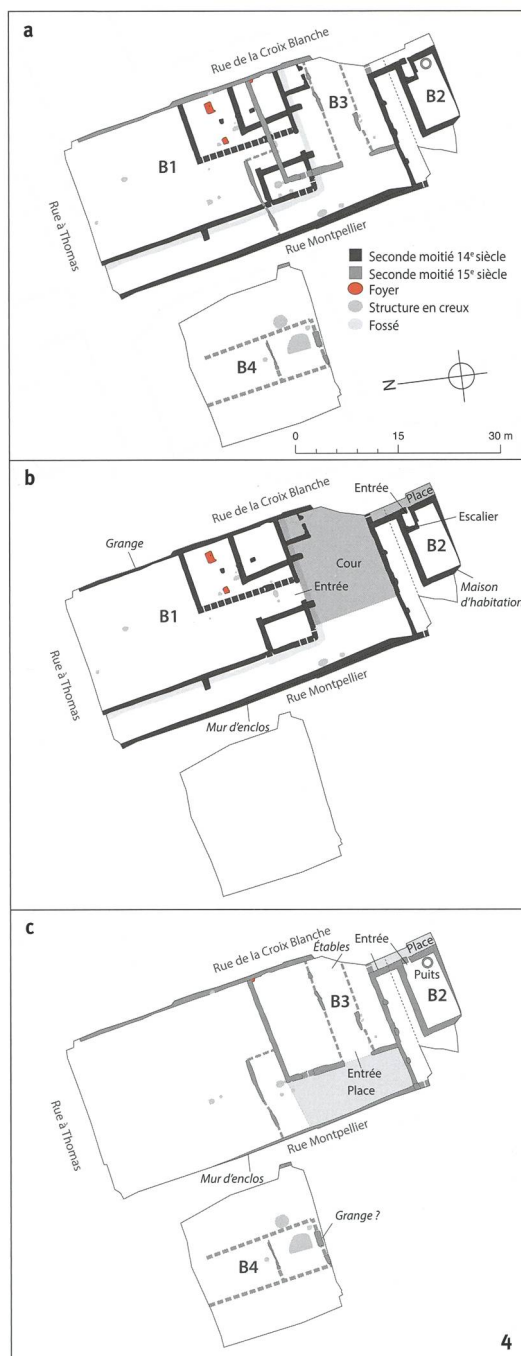 a
Rue de la Croix Blanche
B3
B2
B1
Rue à Thomas
Rue Montpellier
Seconde moitié 14e siècle
Seconde moitié 15e siècle
Foyer
Structure en creux
Fossé
B4
N
0 15 30 m
b
Rue de la Croix Blanche
Entrée
Place
Grange
Escalier
B2
Cour
Entrée
B1
Maison
d'habitation
Rue à Thomas
Rue Montpellier
Mur d'enclos
c
Rue de la Croix Blanche
Étables
Entrée
Place
Puits
B2
B3
Entrée
Place
Rue à Thomas
Rue Montpellier
Mur d'enclos
Grange ?
B4
4